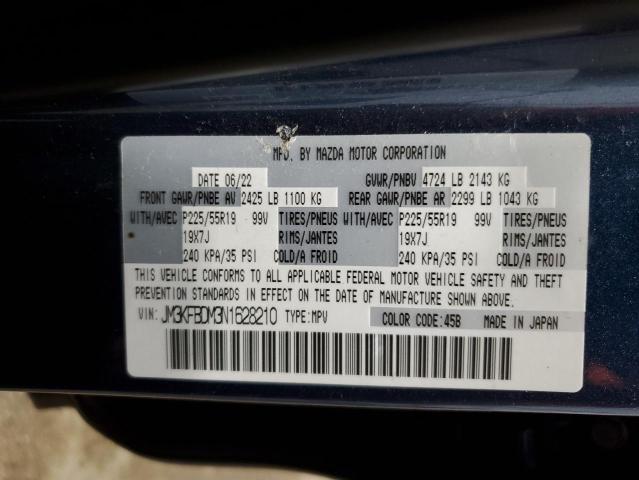 MFD. BY MAZDA MOTOR CORPORATION
DATE 06/22 GVWR/PNBV 4724 LB 2143 KG
FRONT GAWR/PNBE AV 2425 LB 1100 KG REAR GAWR/PNBE AR 2299 LB 1043 KG
WITH/AVEC P225/55R19 99V TIRES/PNEUS WITH/AVEC P225/55R19 99V TIRES/PNEUS
19X7J RIMS/JANTES 19X7J RIMS/JANTES
240 KPA/35 PSI COLD/A FROID 240 KPA/35 PSI COLD/A FROID
THIS VEHICLE CONFORMS TO ALL APPLICABLE FEDERAL MOTOR VEHICLE SAFETY AND THEFT
PREVENTION STANDARDS IN EFFECT ON THE DATE OF MANUFACTURE SHOWN ABOVE.
VIN: JM3KFBDM3N1628210 TYPE: MPV COLOR CODE: 45B MADE IN JAPAN